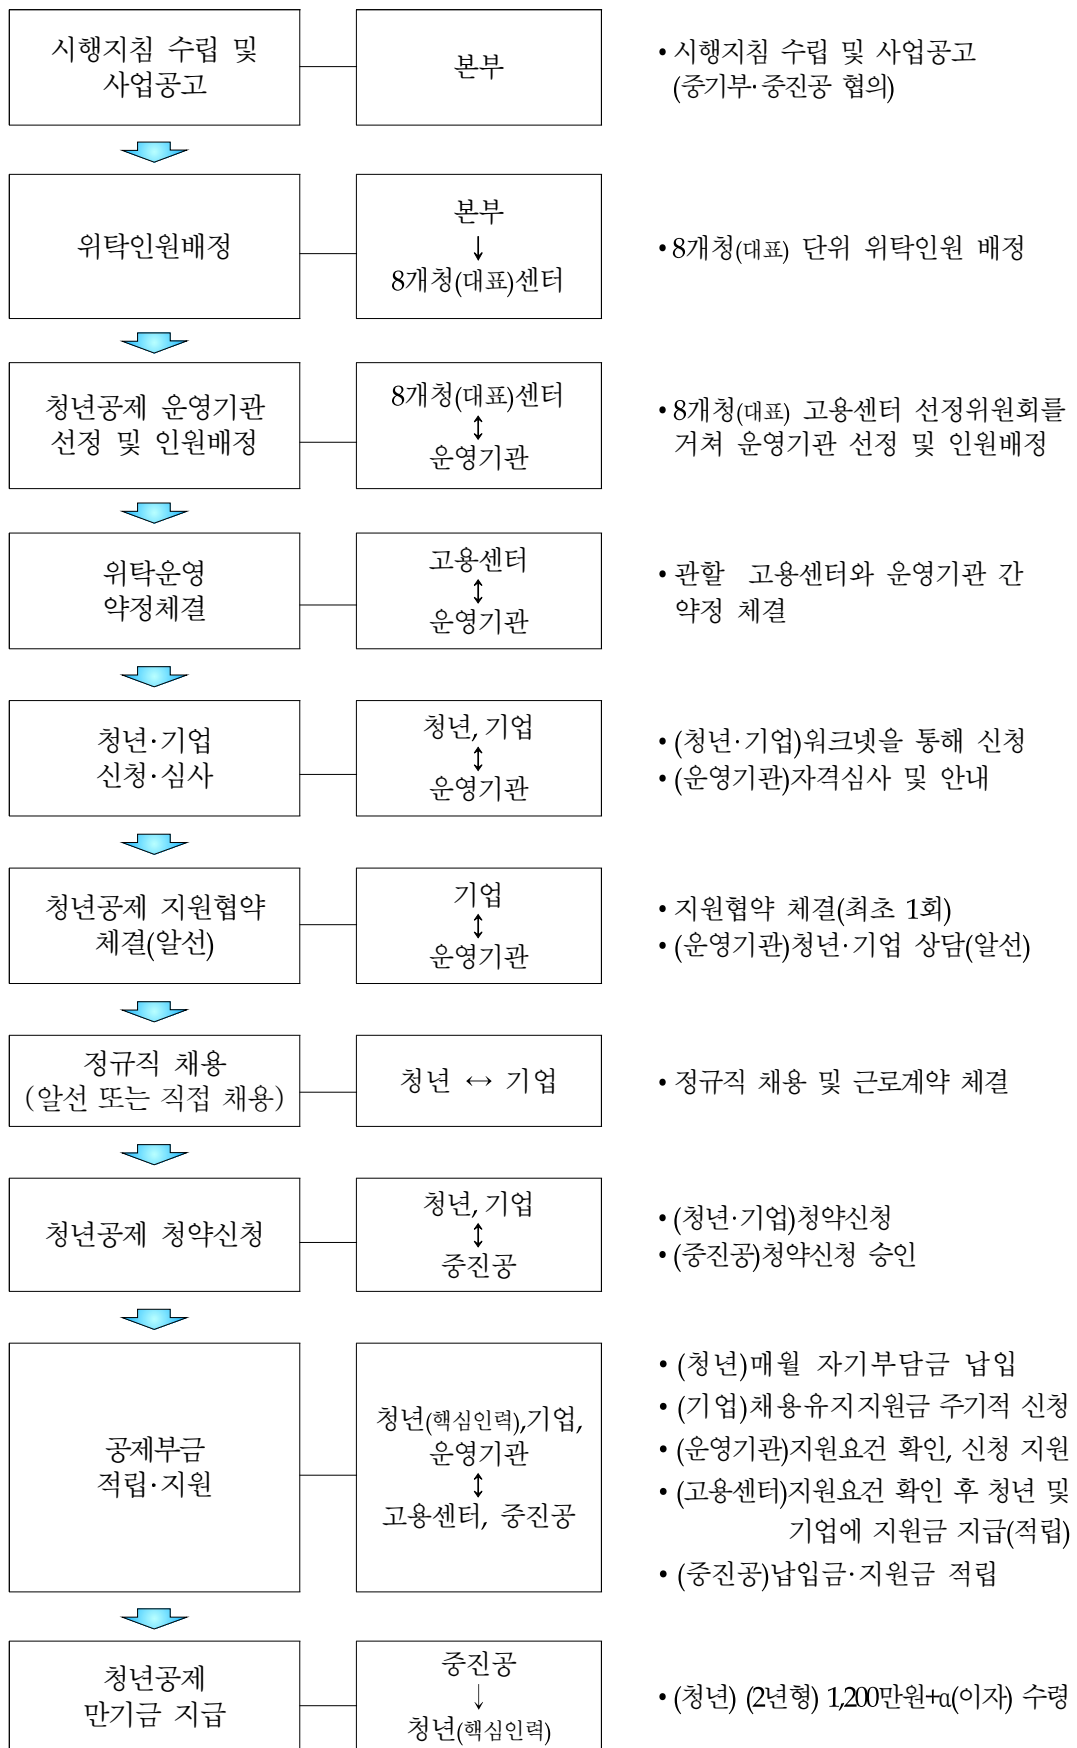 시행지침 수립 및
사업공고
본부
• 시행지침 수립 및 사업공고
(중기부·중진공 협의)
위탁인원배정
본부
↓
8개청(대표)센터
• 8개청(대표) 단위 위탁인원 배정
청년공제 운영기관
선정 및 인원배정
8개청(대표)센터
↕
운영기관
• 8개청(대표) 고용센터 선정위원회를
거쳐 운영기관 선정 및 인원배정
위탁운영
약정체결
고용센터
↕
운영기관
• 관할 고용센터와 운영기관 간
약정 체결
청년·기업
신청·심사
청년, 기업
↕
운영기관
• (청년·기업)워크넷을 통해 신청
• (운영기관)자격심사 및 안내
청년공제 지원협약
체결(알선)
기업
↕
운영기관
• 지원협약 체결(최초 1회)
• (운영기관)청년·기업 상담(알선)
정규직 채용
(알선 또는 직접 채용)
청년 ↔ 기업
• 정규직 채용 및 근로계약 체결
청년공제 청약신청
청년, 기업
↕
중진공
• (청년·기업)청약신청
• (중진공)청약신청 승인
공제부금
적립·지원
청년(핵심인력),기업,
운영기관
↕
고용센터, 중진공
• (청년)매월 자기부담금 납입
• (기업)채용유지지원금 주기적 신청
• (운영기관)지원요건 확인, 신청 지원
• (고용센터)지원요건 확인 후 청년 및
기업에 지원금 지급(적립)
• (중진공)납입금·지원금 적립
청년공제
만기금 지급
중진공
↓
청년(핵심인력)
• (청년) (2년형) 1,200만원+α(이자) 수령